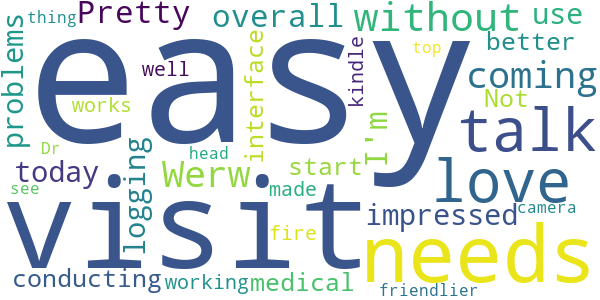 thing Pretty overall without use
problems easy well interface kindle top better
works coming
Dr logging I'm Not talk
today Werw start love
see head made impressed camera
visit fire needs
conducting working medical friendlier